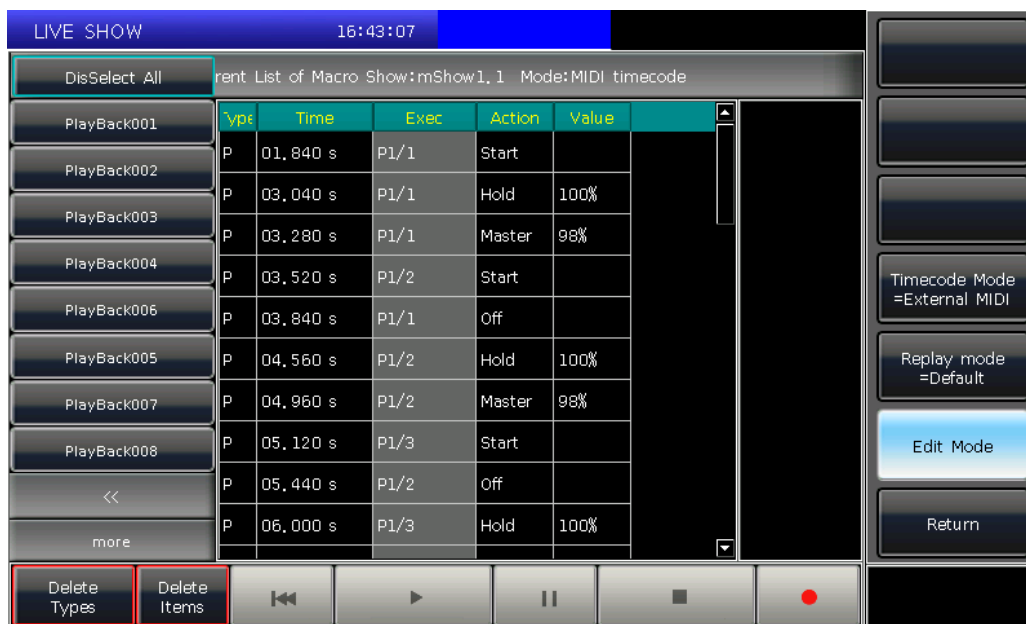 LIVE SHOW 16:43:07
DisSelect All
rent List of Macro Show:mShow1.1 Mode:MIDI timecode
PlayBack001
PlayBack002
PlayBack003
PlayBack004
PlayBack006
PlayBack005
PlayBack007
PlayBack008
<<
more
Type Time Exec Action Value
P 01.840 s P1/1 Start
P 03.040 s P1/1 Hold 100%
P 03.280 s P1/1 Master 98%
P 03.520 s P1/2 Start
P 03.840 s P1/1 Off
P 04.560 s P1/2 Hold 100%
P 04.960 s P1/2 Master 98%
P 05.120 s P1/3 Start
P 05.440 s P1/2 Off
P 06.000 s P1/3 Hold 100%
Timecode Mode
=External MIDI
Replay mode
=Default
Edit Mode
Return
Delete
Types
Delete
Items